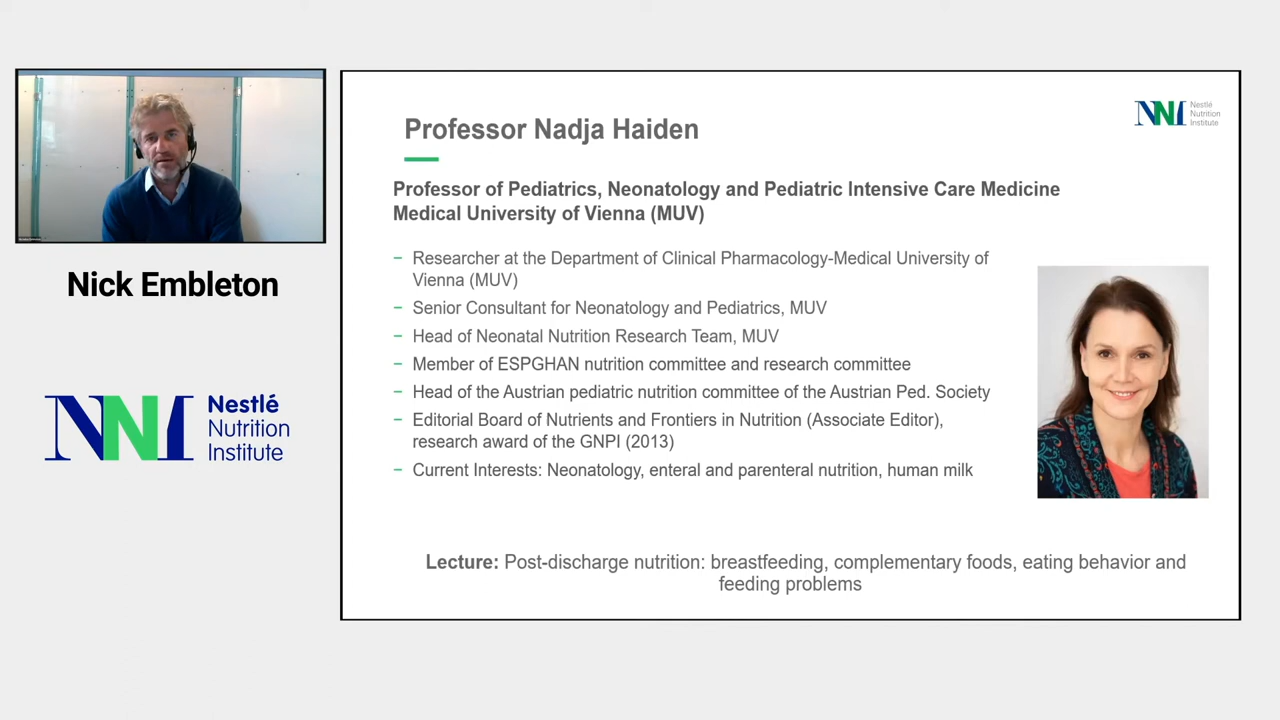 Nick Embleton
NNI Nestlé
Nutrition
Institute
Professor Nadja Haiden
NNI Nestlé
Nutrition
Institute
Professor of Pediatrics, Neonatology and Pediatric Intensive Care Medicine
Medical University of Vienna (MUV)
– Researcher at the Department of Clinical Pharmacology-Medical University of
Vienna (MUV)
– Senior Consultant for Neonatology and Pediatrics, MUV
– Head of Neonatal Nutrition Research Team, MUV
– Member of ESPGHAN nutrition committee and research committee
– Head of the Austrian pediatric nutrition committee of the Austrian Ped. Society
– Editorial Board of Nutrients and Frontiers in Nutrition (Associate Editor),
research award of the GNPI (2013)
– Current Interests: Neonatology, enteral and parenteral nutrition, human milk
Lecture: Post-discharge nutrition: breastfeeding, complementary foods, eating behavior and
feeding problems